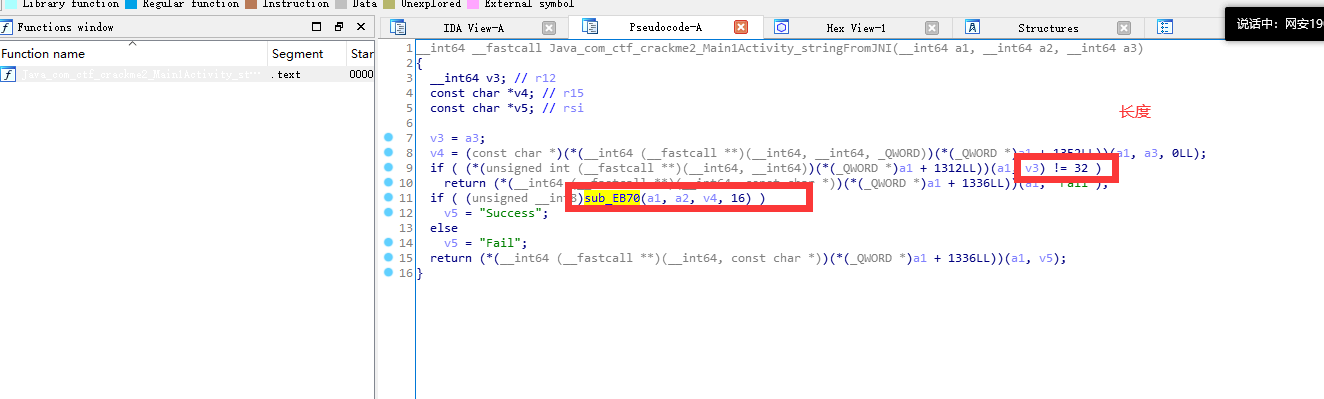 Library function Regular function Instruction Data Unexplored External symbol
Functions window
IDA View-A Pseudocode-A Hex View-1 Structures
说话中: 网安19
Function name Segment Star
Java_com_ctf_crackme2_Main1Activity_st… .text 0000
1 __int64 __fastcall Java_com_ctf_crackme2_Main1Activity_stringFromJNI(__int64 a1, __int64 a2, __int64 a3)
2 {
3 __int64 v3; // r12
4 const char *v4; // r15
5 const char *v5; // rsi
长度
6
7 v3 = a3;
8 v4 = (const char *)(*(__int64 (__fastcall **)(__int64, __int64, _QWORD))(*(_QWORD *)a1 + 1352LL))(a1, a3, 0LL);
9 if ( (*(unsigned int (__fastcall **)(__int64, __int64))(*(_QWORD *)a1 + 1312LL))(a1, v3) != 32 )
10 return (*(__int64 (__fastcall **)(__int64, const char *))(*(_QWORD *)a1 + 1336LL))(a1, "Fail");
11 if ( (unsigned __int8)sub_EB70(a1, a2, v4, 16) )
12 v5 = "Success";
13 else
14 v5 = "Fail";
15 return (*(__int64 (__fastcall **)(__int64, const char *))(*(_QWORD *)a1 + 1336LL))(a1, v5);
16 }